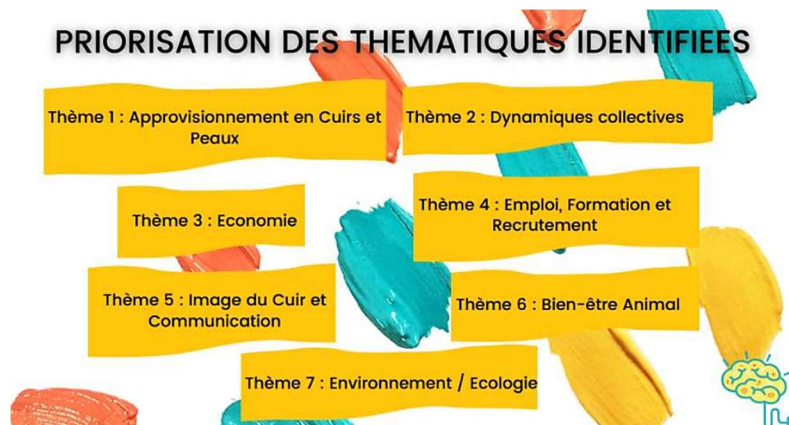 PRIORISATION DES THEMATIQUES IDENTIFIEES
Thème 1 : Approvisionnement en Cuirs et
Peaux
Thème 2 : Dynamiques collectives
Thème 3 : Economie
Thème 4 : Emploi, Formation et
Recrutement
Thème 5 : Image du Cuir et
Communication
Thème 6 : Bien-être Animal
Thème 7 : Environnement / Ecologie